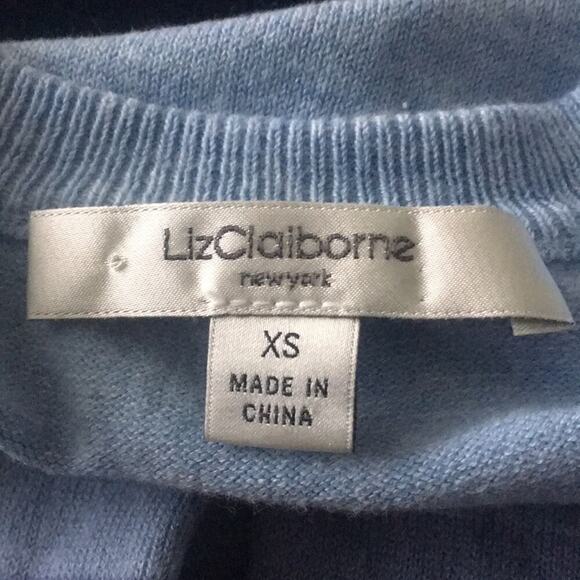 LizClaiborne
newyork
XS
MADE IN
CHINA